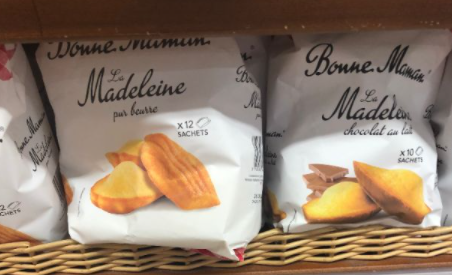 Bonne Maman
La
Madeleine
pur beurre
X 12
SACHETS
Bonne Maman
La
Madeleine
chocolat au lait
X 10
SACHETS